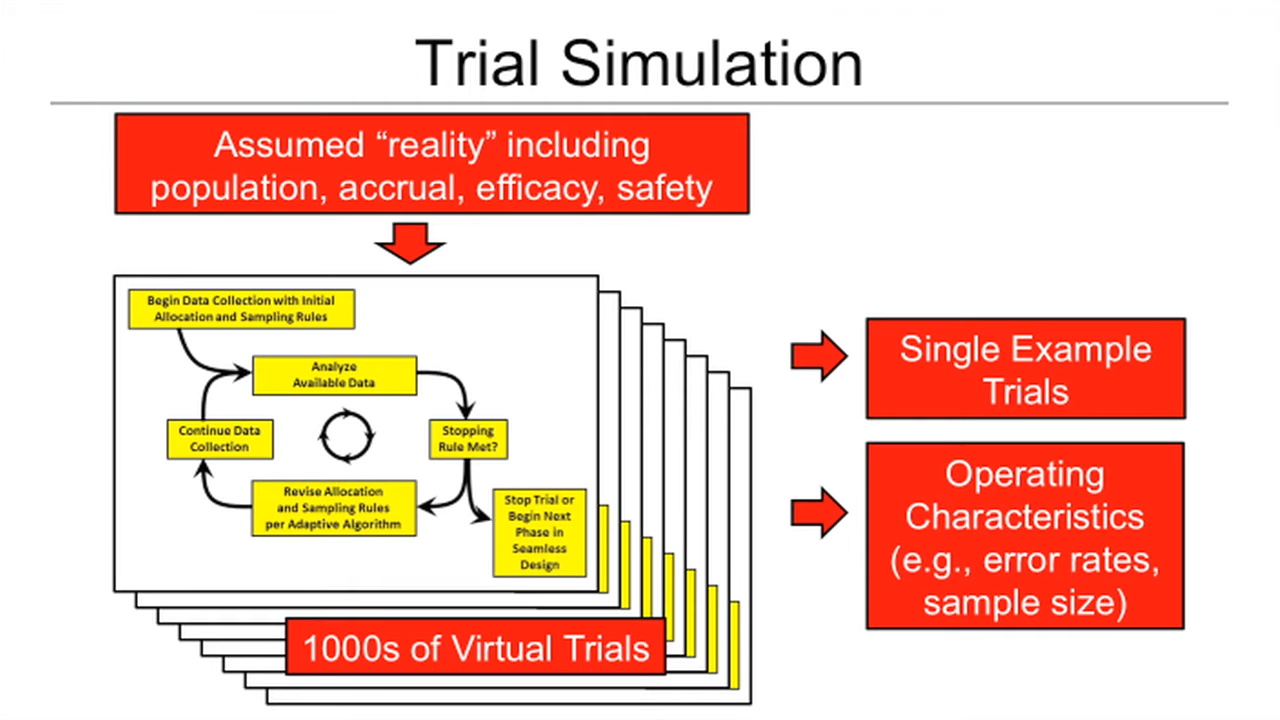 Trial Simulation
Assumed “reality” including
population, accrual, efficacy, safety
Begin Data Collection with Initial
Allocation and Sampling Rules
Analyze
Available Data
Continue Data
Collection
Stopping
Rule Met?
Revise Allocation
and Sampling Rules
per Adaptive Algorithm
Stop Trial or
Begin Next
Phase in
Seamless
Design
1000s of Virtual Trials
Single Example
Trials
Operating
Characteristics
(e.g., error rates,
sample size)